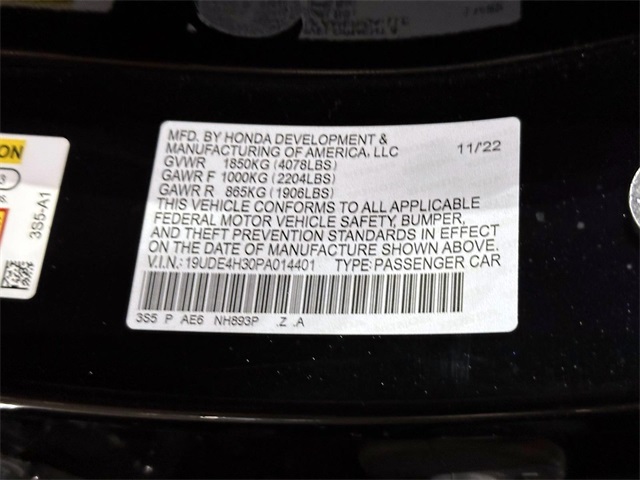 MFD. BY HONDA DEVELOPMENT &
MANUFACTURING OF AMERICA, LLC 11/22
GVWR 1850KG (4078LBS)
GAWR F 1000KG (2204LBS)
GAWR R 865KG (1906LBS)
THIS VEHICLE CONFORMS TO ALL APPLICABLE
FEDERAL MOTOR VEHICLE SAFETY, BUMPER,
AND THEFT PREVENTION STANDARDS IN EFFECT
ON THE DATE OF MANUFACTURE SHOWN ABOVE.
V.I.N.: 19UDE4H30PA014401 TYPE: PASSENGER CAR
3S5 P AE6 NH893P .Z .A
ON
3
s.
3S5-A1